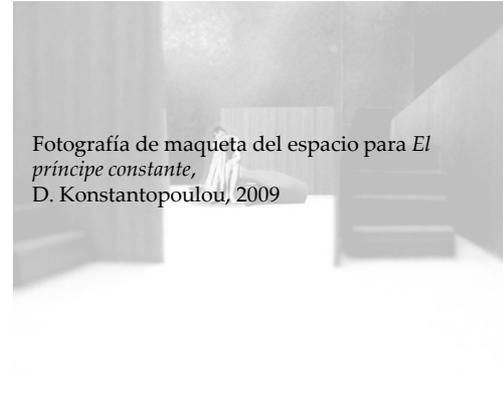 Fotografía de maqueta del espacio para El
príncipe constante,
D. Konstantopoulou, 2009